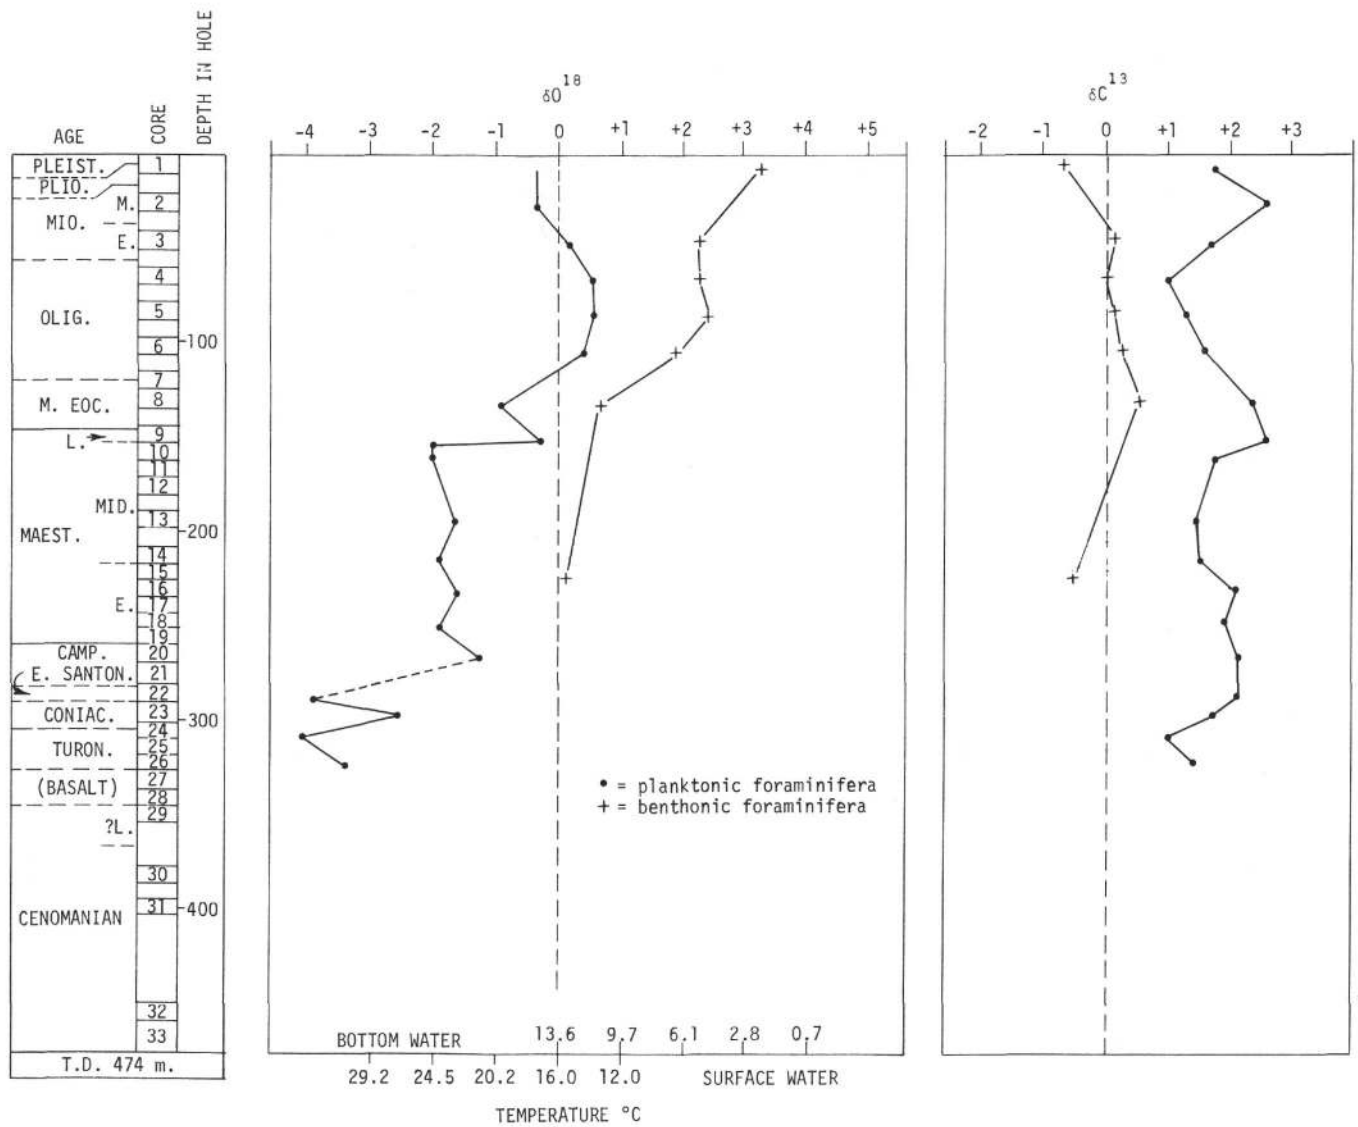 DEPTH IN HOLE
CORE
AGE
δO18
δC13
-4 -3 -2 -1 0 +1 +2 +3 +4 +5
-2 -1 0 +1 +2 +3
PLEIST. 1
PLIO.
M. 2
MIO.
E. 3
4
OLIG. 5
100
6
7
M. EOC. 8
9
L. 10
11
12
MID.
13
200
MAEST.
14
15
16
E. 17
18
19
CAMP. 20
E. SANTON. 21
22
CONIAC. 23
300
24
TURON. 25
26
(BASALT) 27
28
29
?L.
30
31
400
CENOMANIAN
32
33
T.D. 474 m.
• = planktonic foraminifera
+ = benthonic foraminifera
BOTTOM WATER 13.6 9.7 6.1 2.8 0.7
29.2 24.5 20.2 16.0 12.0 SURFACE WATER
TEMPERATURE °C